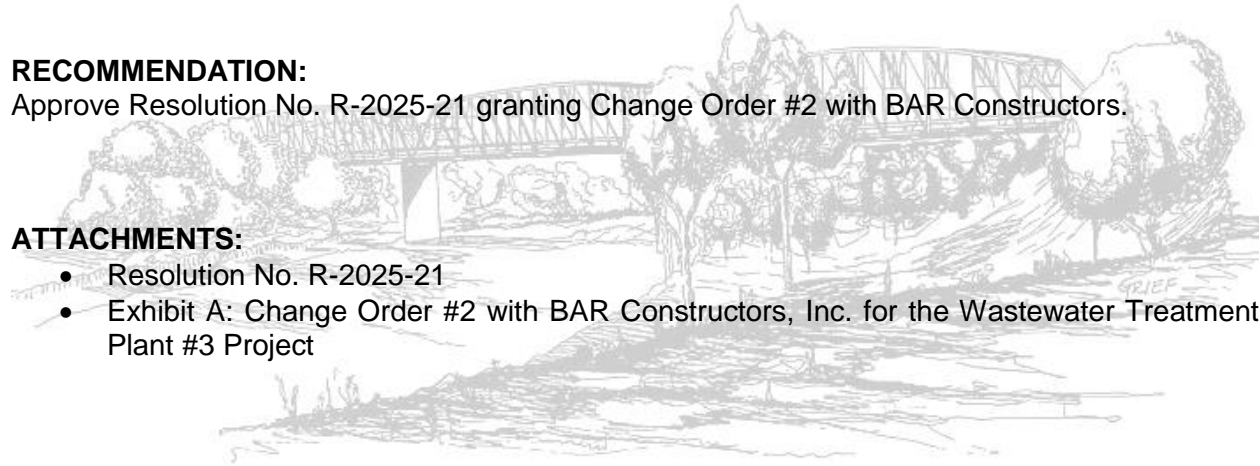 RECOMMENDATION:
Approve Resolution No. R-2025-21 granting Change Order #2 with BAR Constructors.
ATTACHMENTS:
• Resolution No. R-2025-21
• Exhibit A: Change Order #2 with BAR Constructors, Inc. for the Wastewater Treatment
Plant #3 Project
GRIEF